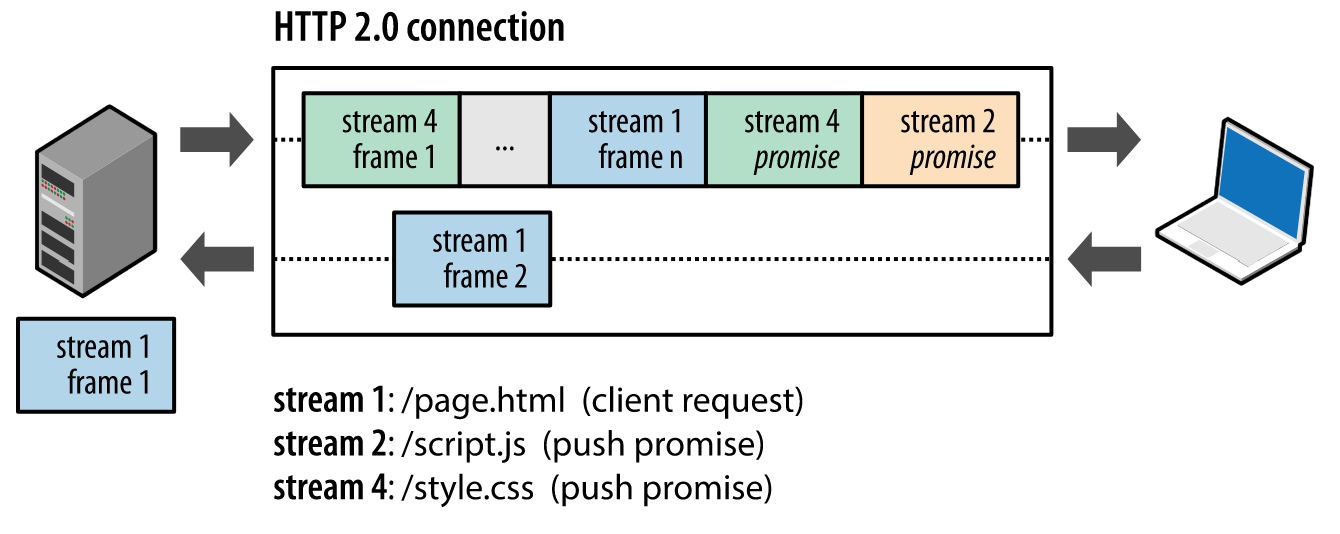 HTTP 2.0 connection
stream 4
frame 1
...
stream 1
frame n
stream 4
promise
stream 2
promise
stream 1
frame 2
stream 1
frame 1
stream 1: /page.html (client request)
stream 2: /script.js (push promise)
stream 4: /style.css (push promise)